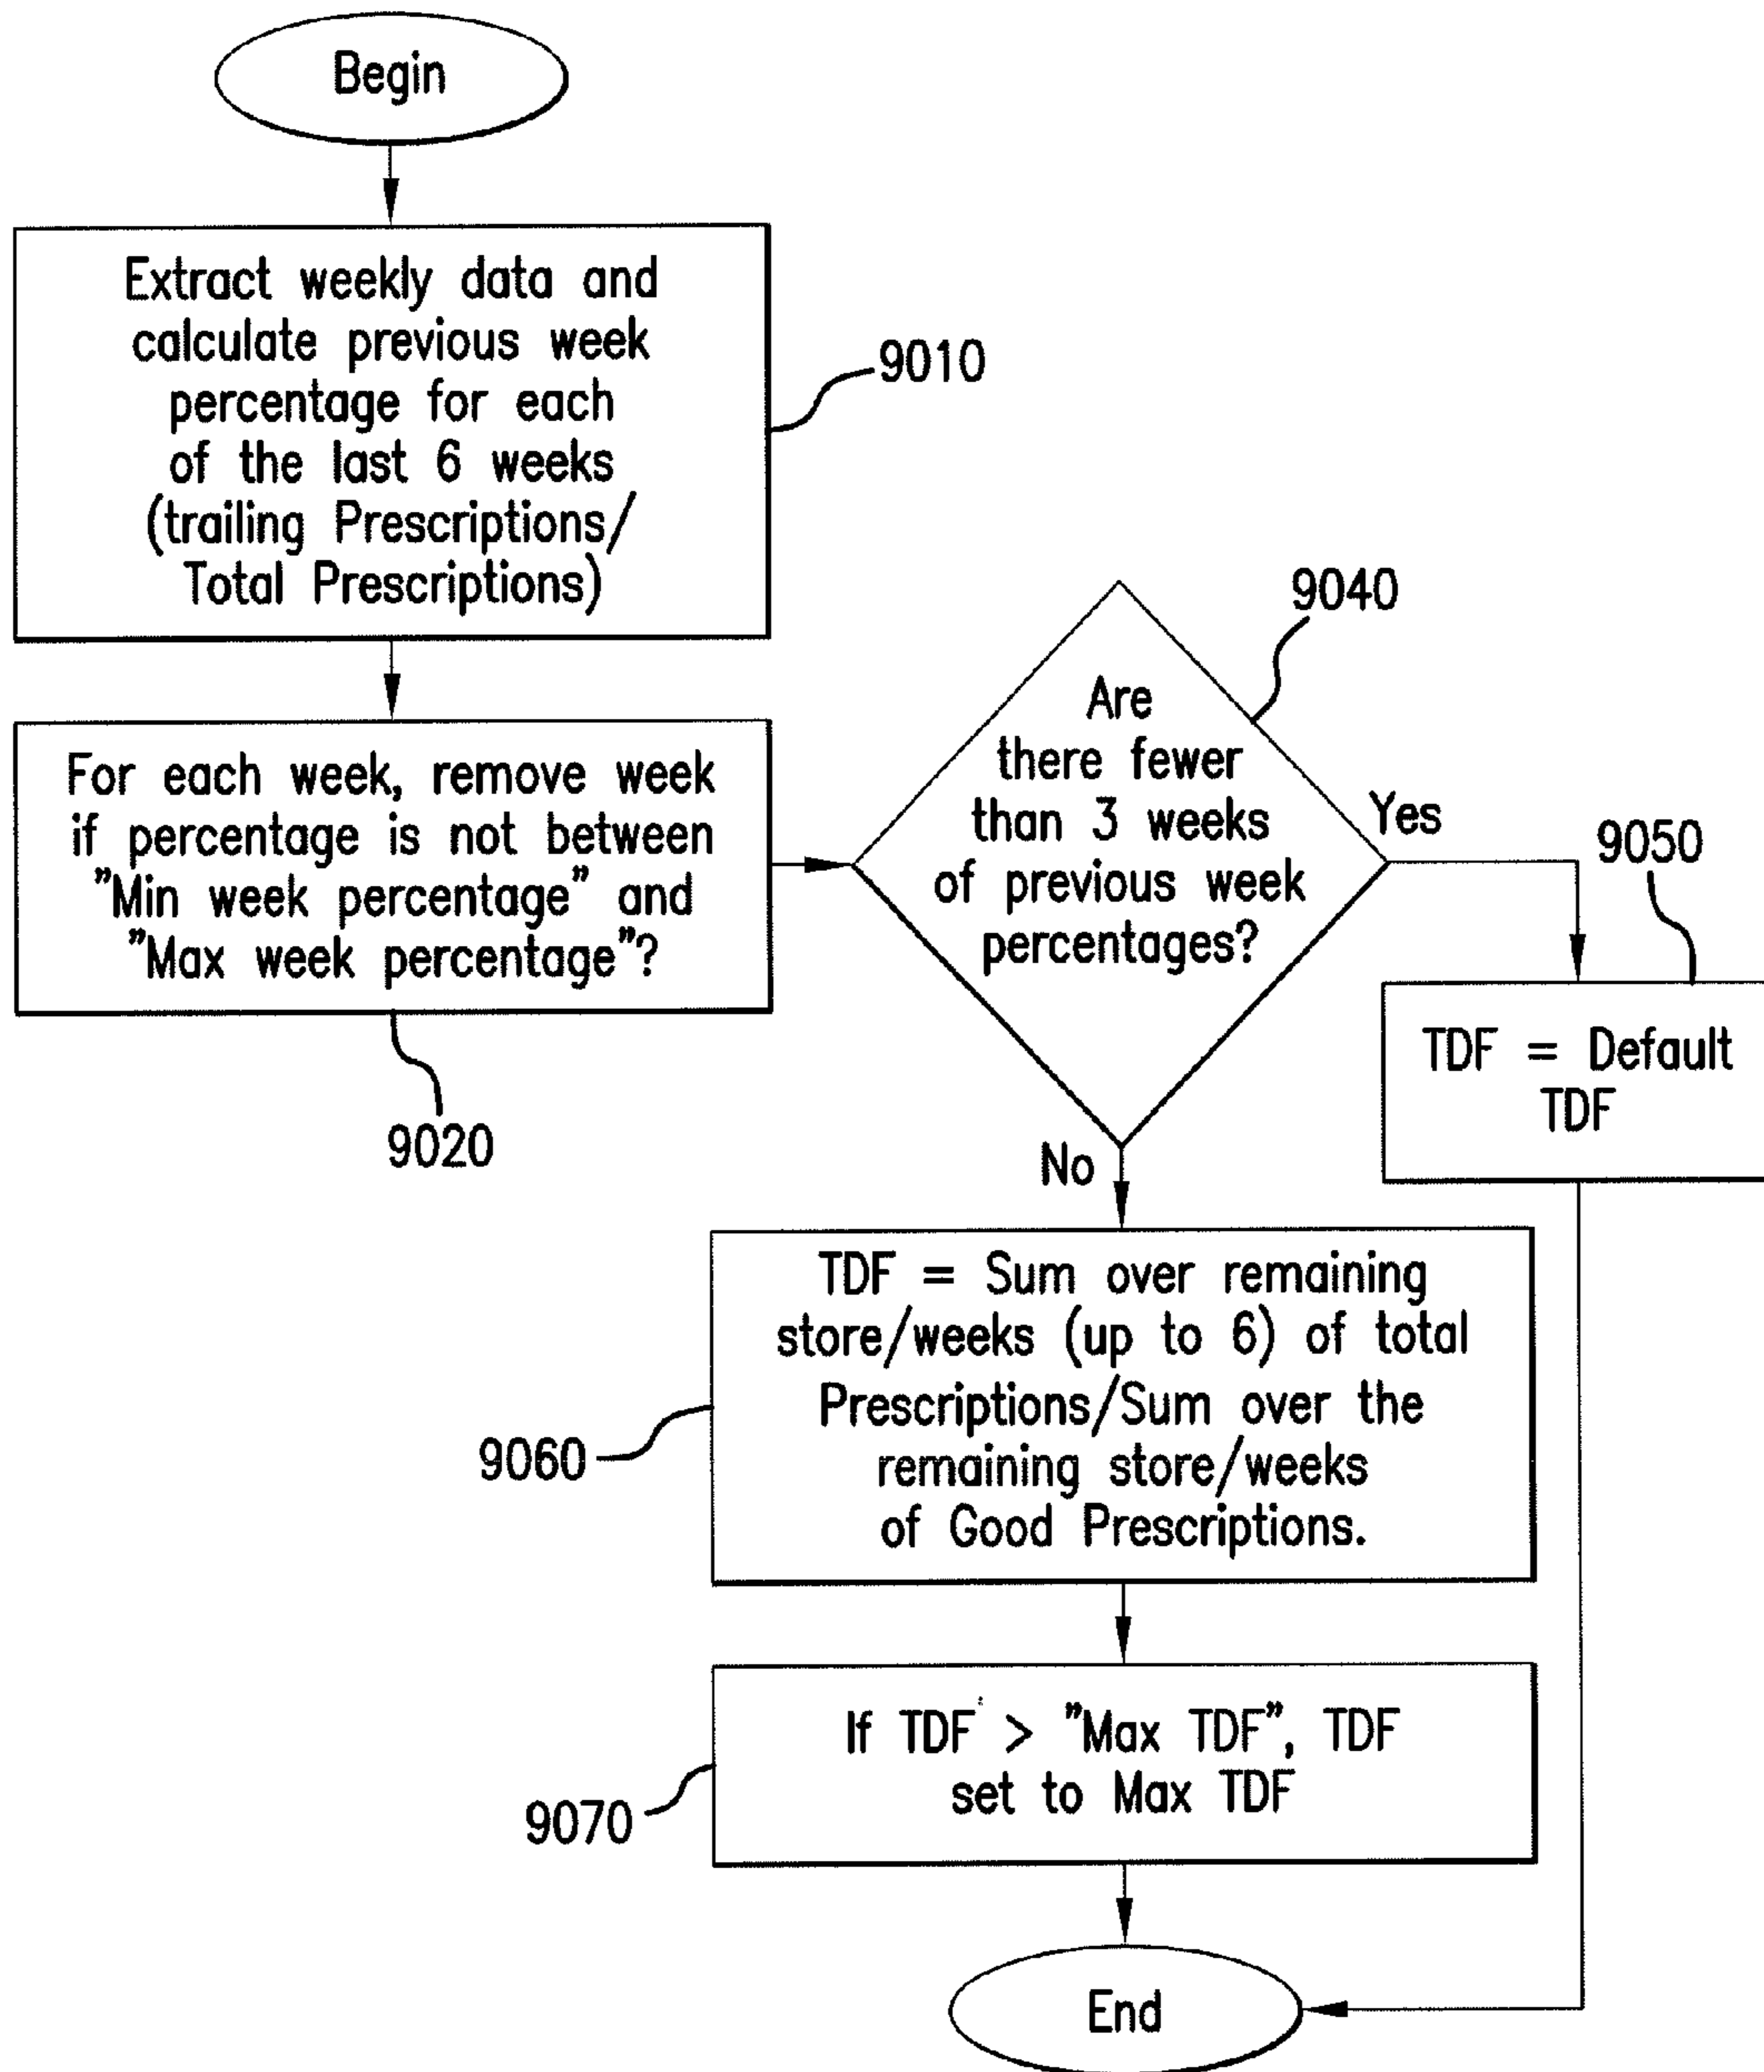 Begin
Extract weekly data and
calculate previous week
percentage for each
of the last 6 weeks
(trailing Prescriptions/
Total Prescriptions)
9010
For each week, remove week
if percentage is not between
"Min week percentage" and
"Max week percentage"?
9020
Are
there fewer
than 3 weeks
of previous week
percentages?
9040
Yes
9050
TDF = Default
TDF
No
TDF = Sum over remaining
store/weeks (up to 6) of total
Prescriptions/Sum over the
remaining store/weeks
of Good Prescriptions.
9060
If TDF > "Max TDF", TDF
set to Max TDF
9070
End